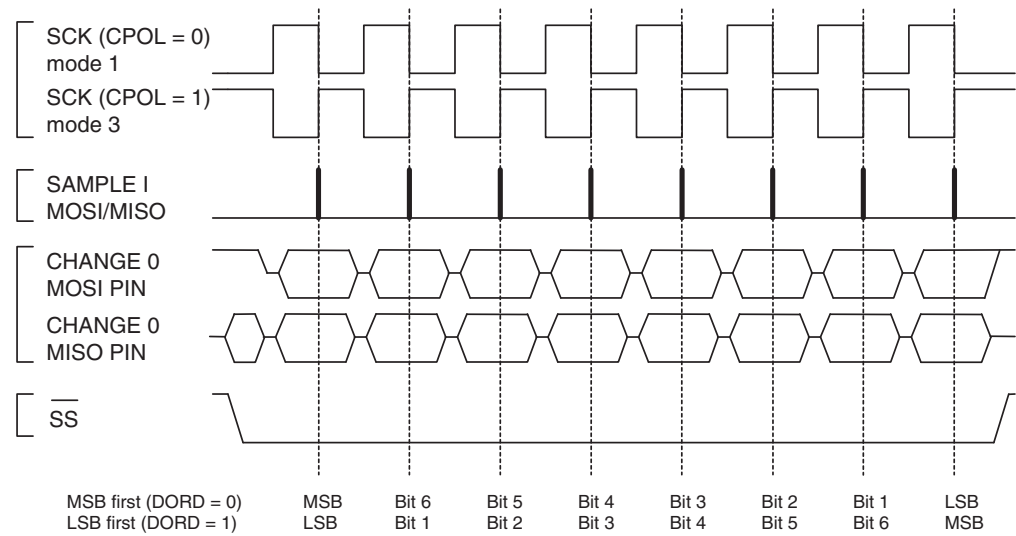 SCK (CPOL = 0)
mode 1
SCK (CPOL = 1)
mode 3
SAMPLE I
MOSI/MISO
CHANGE 0
MOSI PIN
CHANGE 0
MISO PIN
SS
MSB first (DORD = 0) MSB Bit 6 Bit 5 Bit 4 Bit 3 Bit 2 Bit 1 LSB
LSB first (DORD = 1) LSB Bit 1 Bit 2 Bit 3 Bit 4 Bit 5 Bit 6 MSB